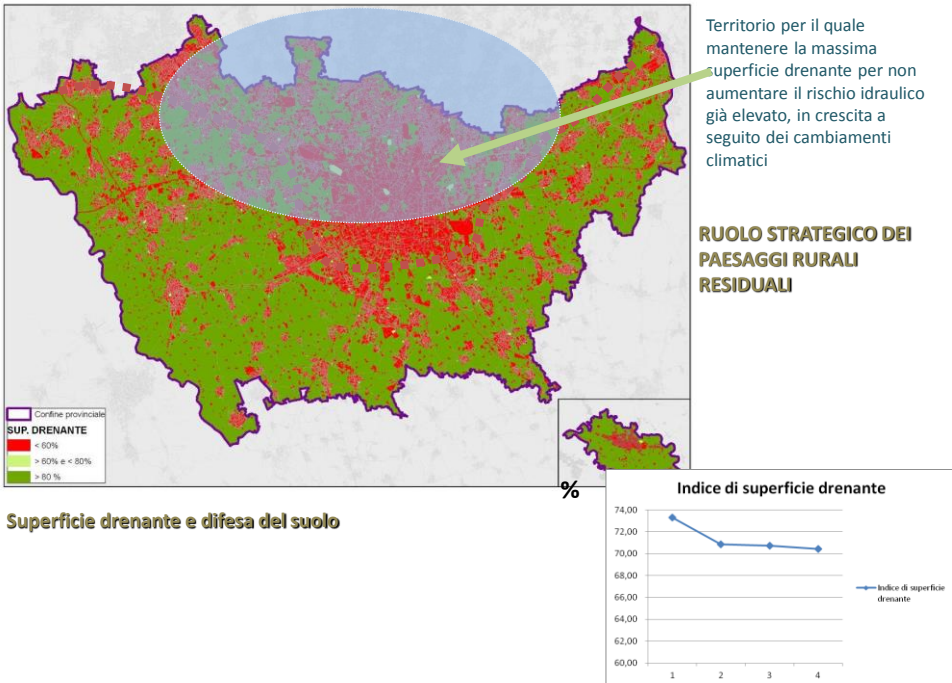 Territorio per il quale
mantenere la massima
superficie drenante per non
aumentare il rischio idraulico
già elevato, in crescita a
seguito dei cambiamenti
climatici
RUOLO STRATEGICO DEI
PAESAGGI RURALI
RESIDUALI
Confine provinciale
SUP. DRENANTE
< 60%
> 60% e < 80%
> 80 %
Superficie drenante e difesa del suolo
%
Indice di superficie drenante
74,00
72,00
70,00
68,00
66,00
64,00
62,00
60,00
1 2 3 4
Indice di superficie
drenante